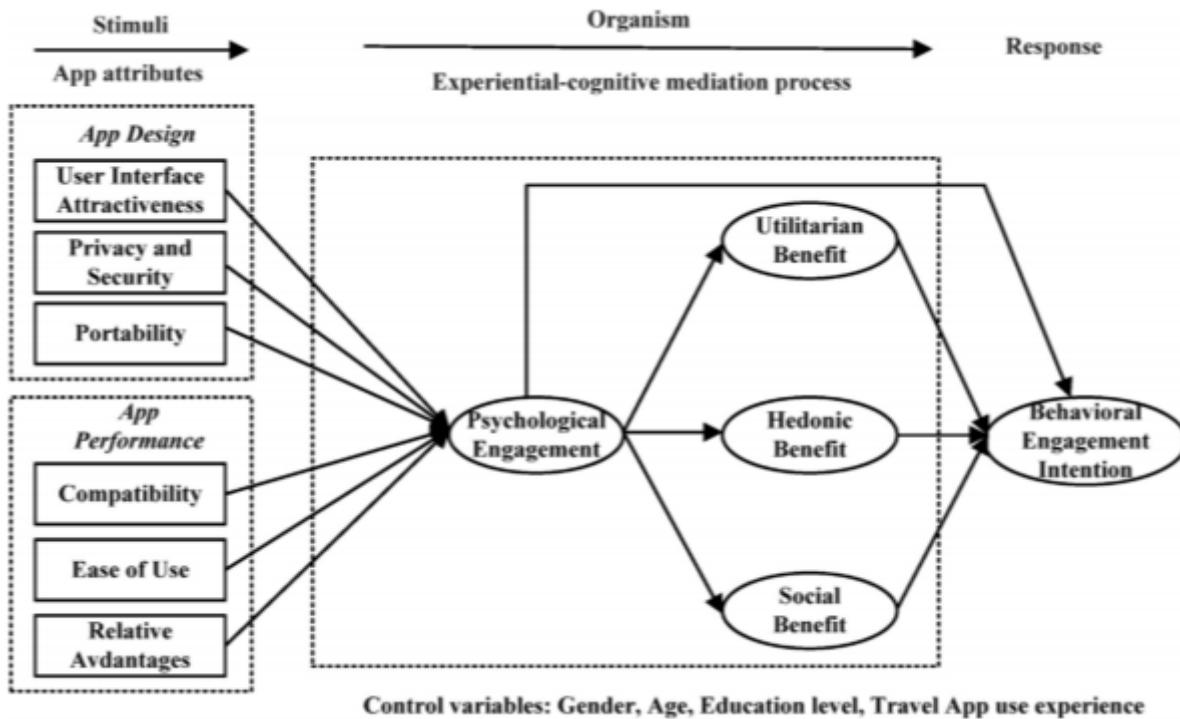 Stimuli
App attributes
Organism
Experiential-cognitive mediation process
Response
App Design
User Interface
Attractiveness
Privacy and
Security
Portability
App
Performance
Compatibility
Ease of Use
Relative
Avdantages
Psychological
Engagement
Utilitarian
Benefit
Hedonic
Benefit
Social
Benefit
Behavioral
Engagement
Intention
Control variables: Gender, Age, Education level, Travel App use experience